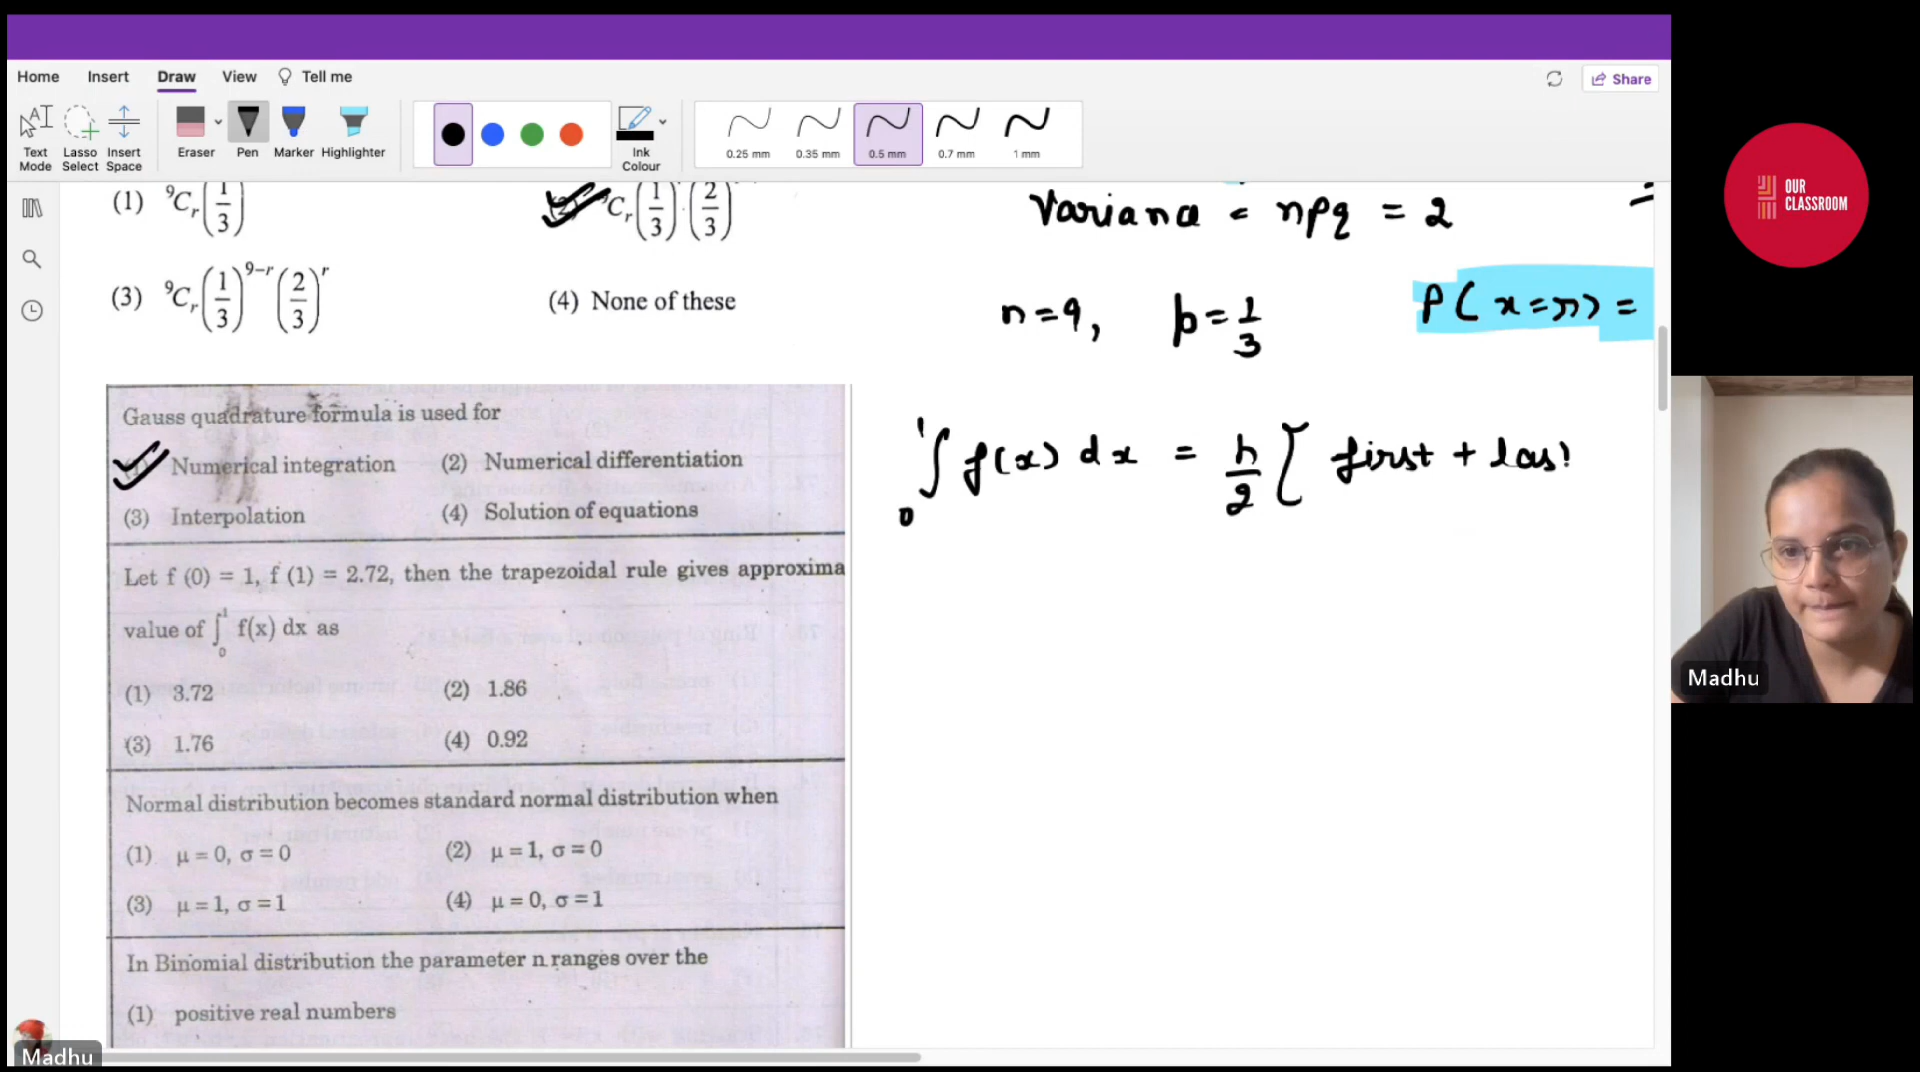 Home Insert Draw View Tell me
Share
Text Mode Lasso Select Insert Space Eraser Pen Marker Highlighter Ink Colour 0.25 mm 0.35 mm 0.5 mm 0.7 mm 1 mm
OUR CLASSROOM
(1) ⁹Cᵣ(1/3) Cᵣ(1/3)·(2/3)
Variance = npq = 2
(3) ⁹Cᵣ(1/3)⁹⁻ʳ(2/3)ʳ (4) None of these
n=9, p=1/3
P(x=r) =
Gauss quadrature formula is used for
(1) Numerical integration (2) Numerical differentiation
(3) Interpolation (4) Solution of equations
∫₀¹ f(x) dx = h/2 [ first + las
Let f (0) = 1, f (1) = 2.72, then the trapezoidal rule gives approxima
value of ∫₀¹ f(x) dx as
(1) 3.72 (2) 1.86
(3) 1.76 (4) 0.92
Normal distribution becomes standard normal distribution when
(1) μ = 0, σ = 0 (2) μ = 1, σ = 0
(3) μ = 1, σ = 1 (4) μ = 0, σ = 1
In Binomial distribution the parameter n ranges over the
(1) positive real numbers
Madhu
Madhu